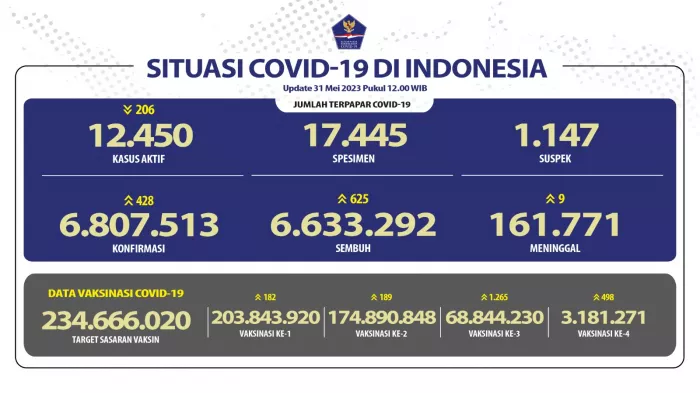 SITUASI COVID-19 DI INDONESIA
Update 31 Mei 2023 Pukul 12.00 WIB
JUMLAH TERPAPAR COVID-19
206
12.450
KASUS AKTIF
17.445
SPESIMEN
1.147
SUSPEK
428
6.807.513
KONFIRMASI
625
6.633.292
SEMBUH
9
161.771
MENINGGAL
DATA VAKSINASI COVID-19
234.666.020
TARGET SASARAN VAKSIN
182
203.843.920
VAKSINASI KE-1
189
174.890.848
VAKSINASI KE-2
1.265
68.844.230
VAKSINASI KE-3
498
3.181.271
VAKSINASI KE-4